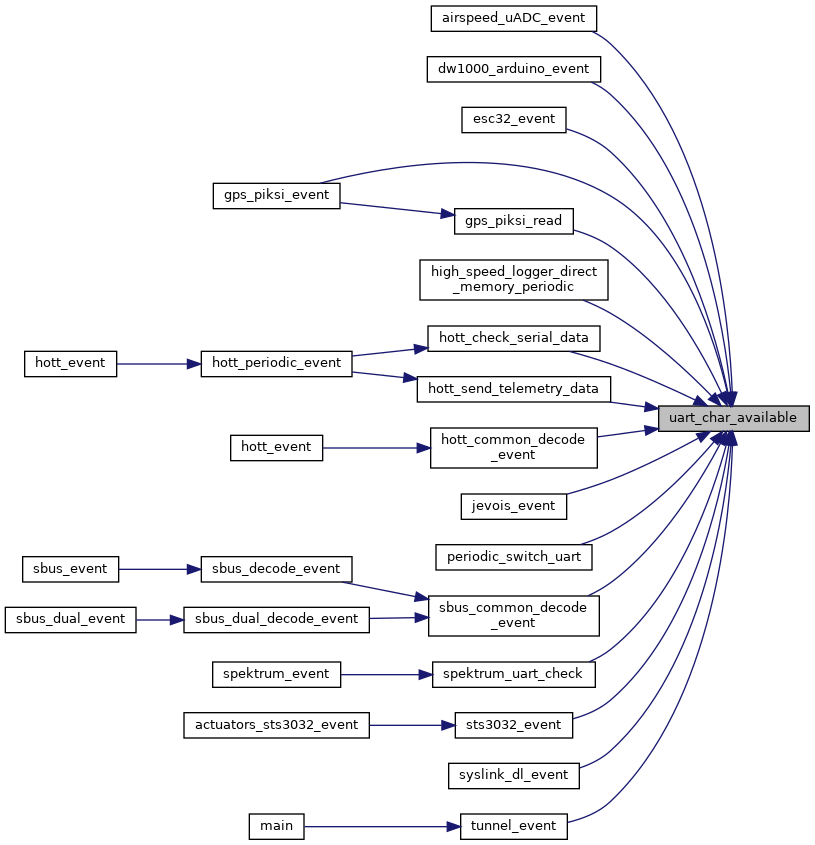 airspeed_uADC_event
dw1000_arduino_event
esc32_event
gps_piksi_event
gps_piksi_read
high_speed_logger_direct
_memory_periodic
hott_check_serial_data
hott_event
hott_periodic_event
hott_send_telemetry_data
uart_char_available
hott_event
hott_common_decode
_event
jevois_event
periodic_switch_uart
sbus_event
sbus_decode_event
sbus_common_decode
_event
sbus_dual_event
sbus_dual_decode_event
spektrum_event
spektrum_uart_check
actuators_sts3032_event
sts3032_event
syslink_dl_event
main
tunnel_event